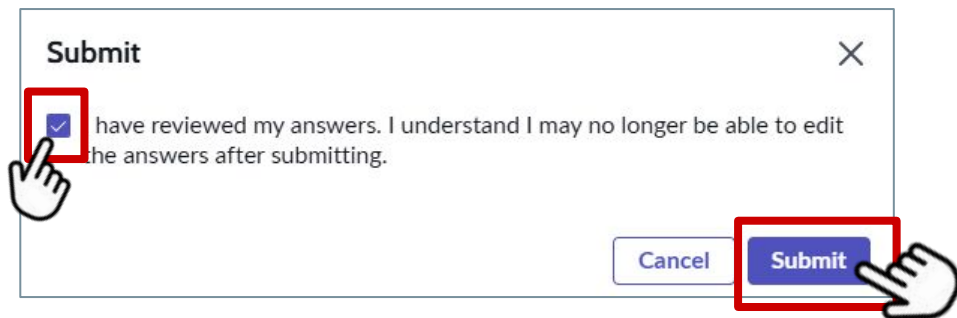 Submit
have reviewed my answers. I understand I may no longer be able to edit
the answers after submitting.
Cancel
Submit